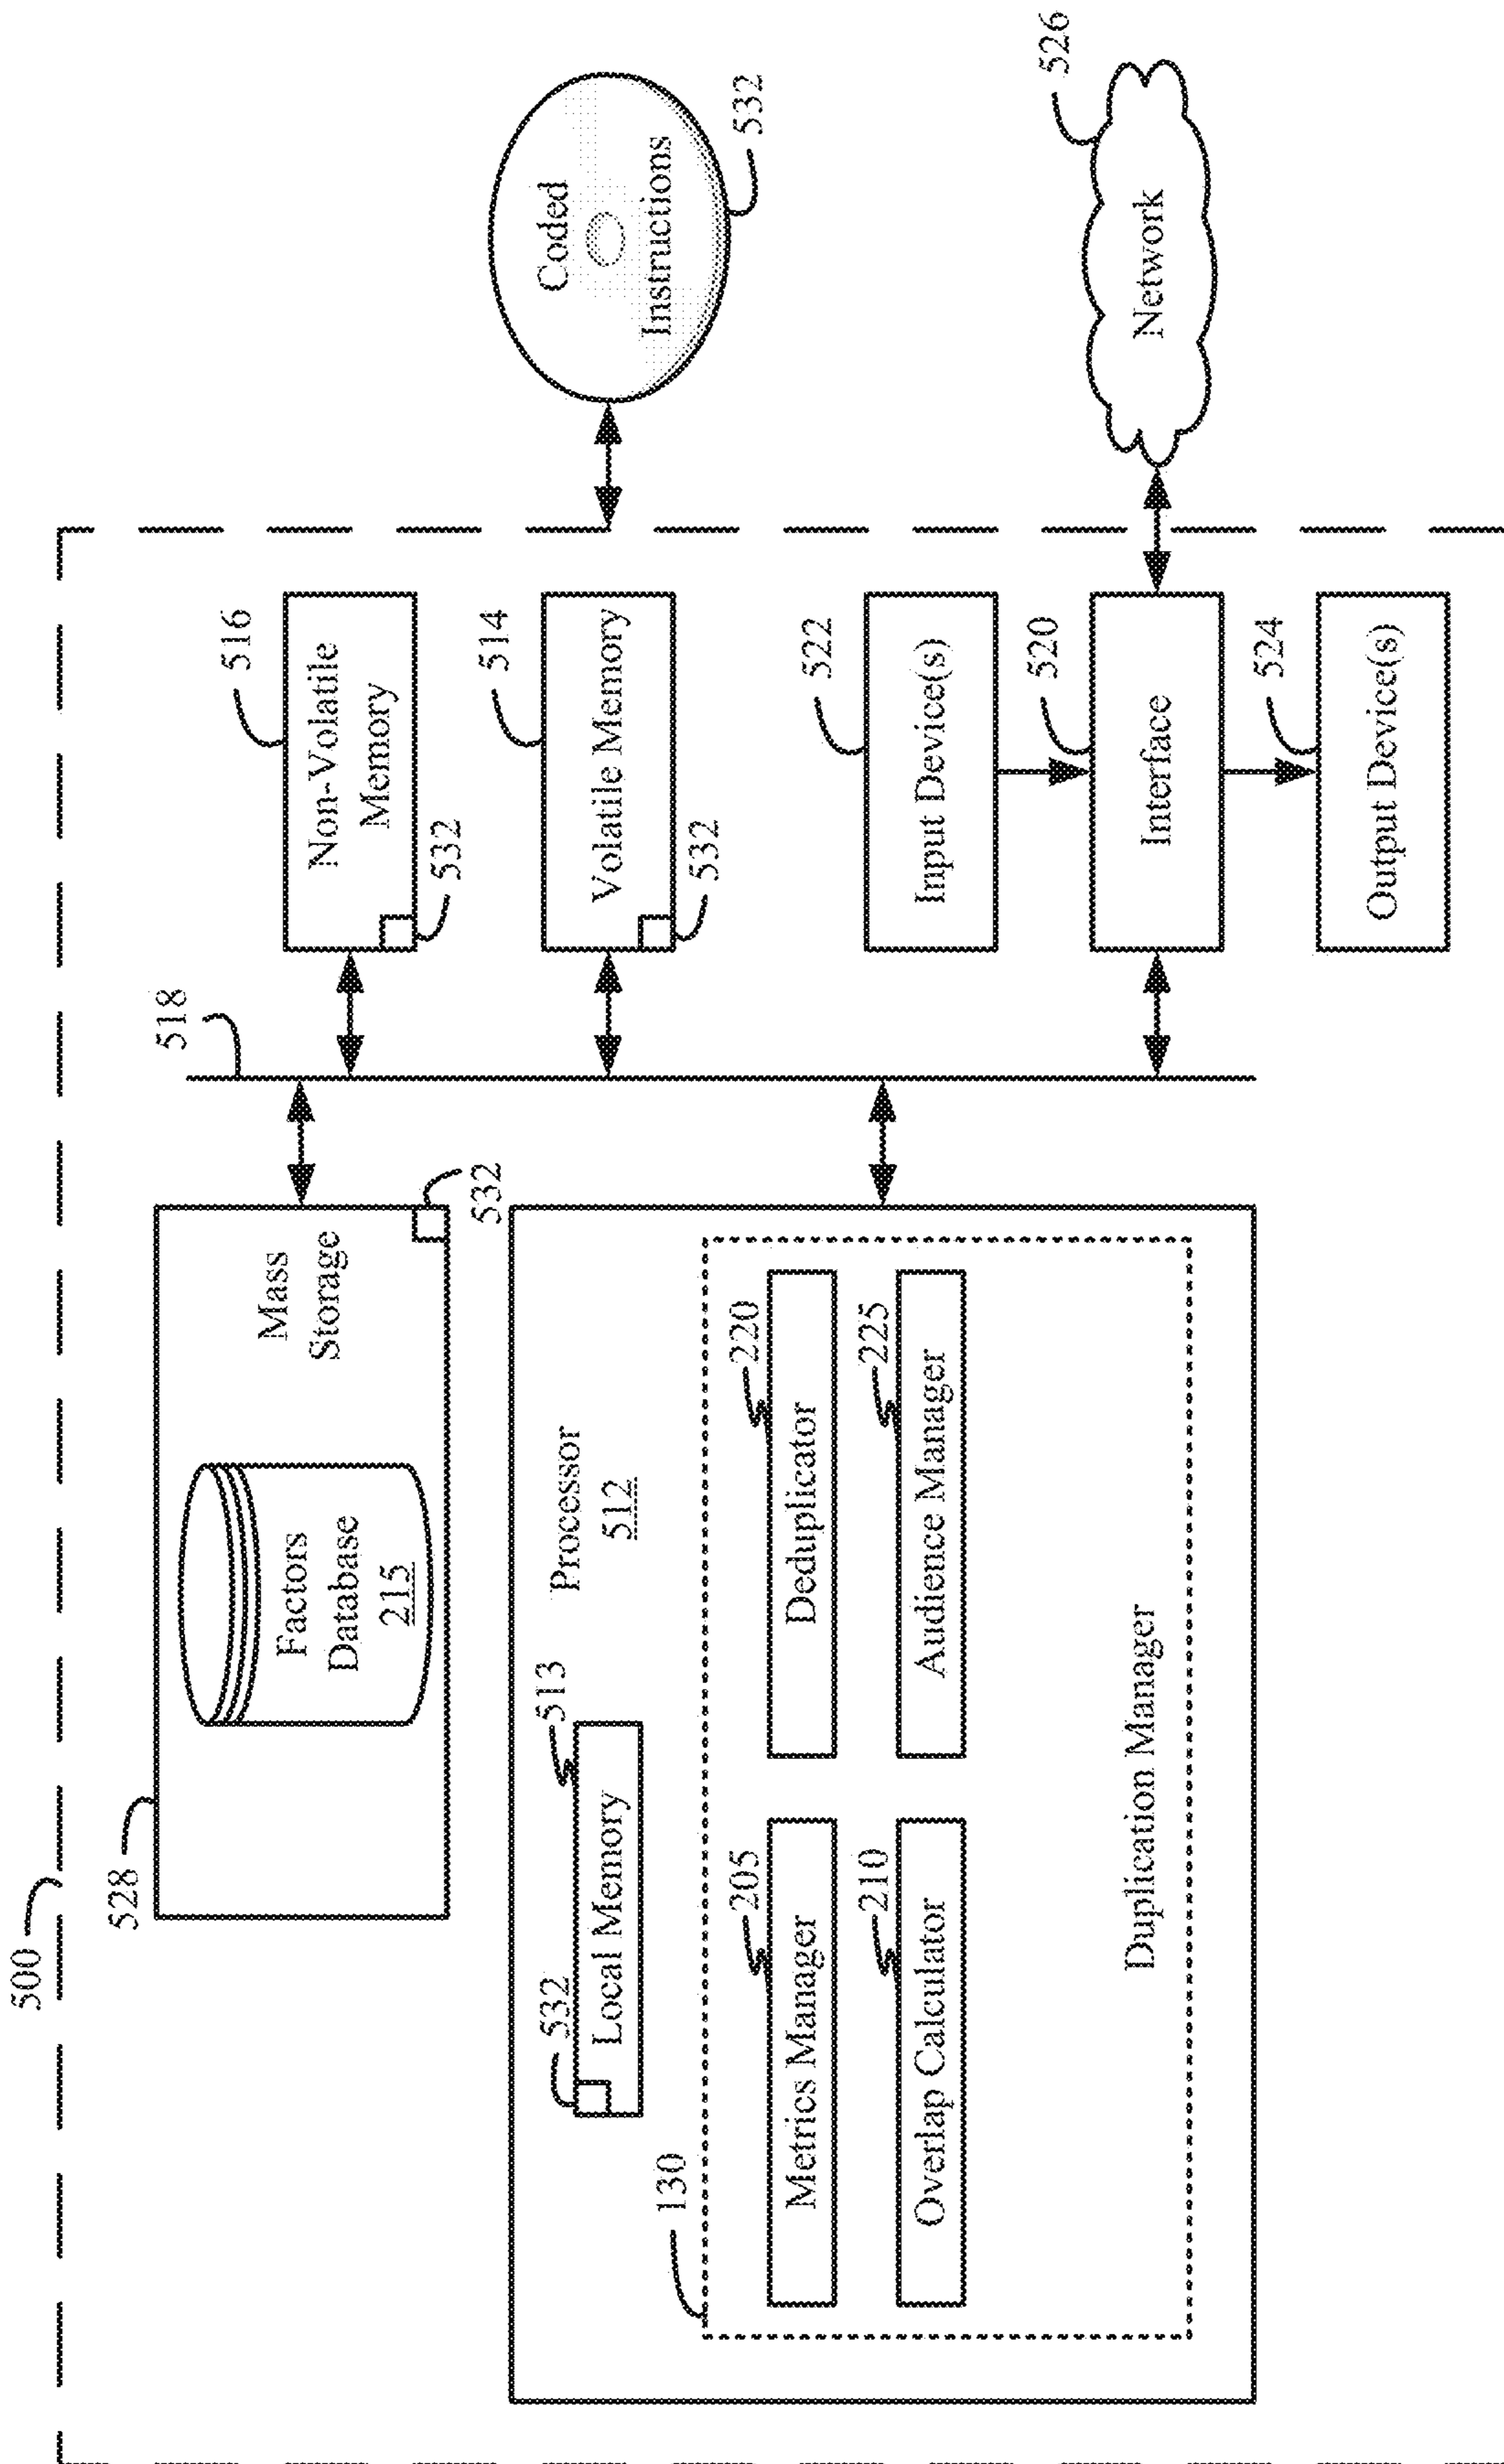 500
528
Factors
Database
215
Mass
Storage
532
518
516
Non-Volatile
Memory
532
514
Volatile Memory
532
Coded
Instructions
532
532
513
Local Memory
Processor
512
130
205
Metrics Manager
220
Deduplicator
210
Overlap Calculator
225
Audience Manager
Duplication Manager
522
Input Device(s)
520
Interface
524
Output Device(s)
526
Network